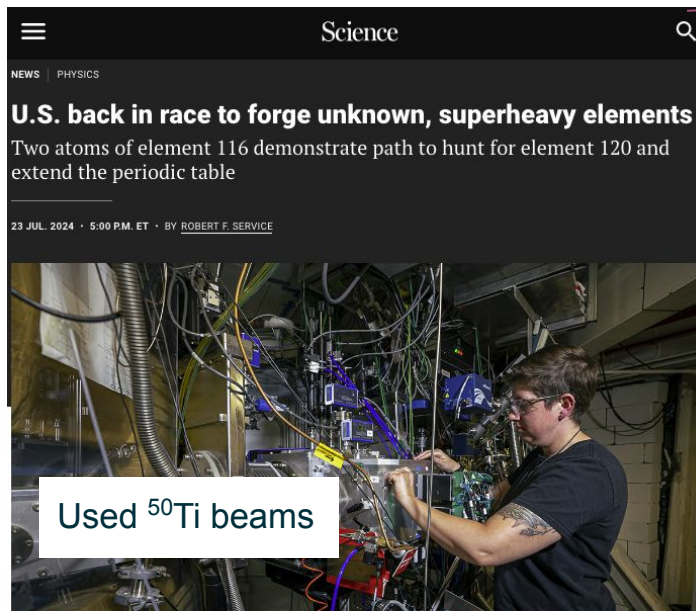 Science
NEWS | PHYSICS
U.S. back in race to forge unknown, superheavy elements
Two atoms of element 116 demonstrate path to hunt for element 120 and
extend the periodic table
23 JUL. 2024 • 5:00 P.M. ET • BY ROBERT F. SERVICE
Used ⁵⁰Ti beams